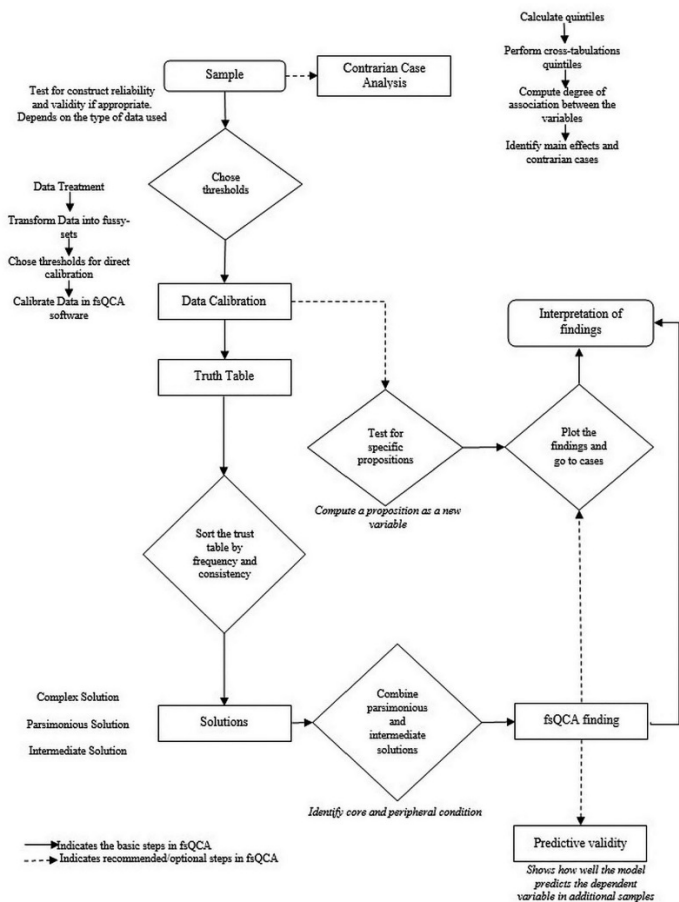 Sample
Contrarian Case
Analysis
Calculate quintiles
Perform cross-tabulations
quintiles
Compute degree of
association between the
variables
Identify main effects and
contrarian cases
Test for construct reliability
and validity if appropriate.
Depends on the type of data used
Chose
thresholds
Data Treatment
Transform Data into fussy-
sets
Chose thresholds for direct
calibration
Calibrate Data in fsQCA
software
Data Calibration
Interpretation of
findings
Truth Table
Test for
specific
propositions
Plot the
findings and
go to cases
Compute a proposition as a new
variable
Sort the trust
table by
frequency and
consistency
Complex Solution
Parsimonious Solution
Intermediate Solution
Solutions
Combine
parsimonious
and
intermediate
solutions
fsQCA finding
Identify core and peripheral condition
Predictive validity
Shows how well the model
predicts the dependent
variable in additional samples
Indicates the basic steps in fsQCA
Indicates recommended/optional steps in fsQCA